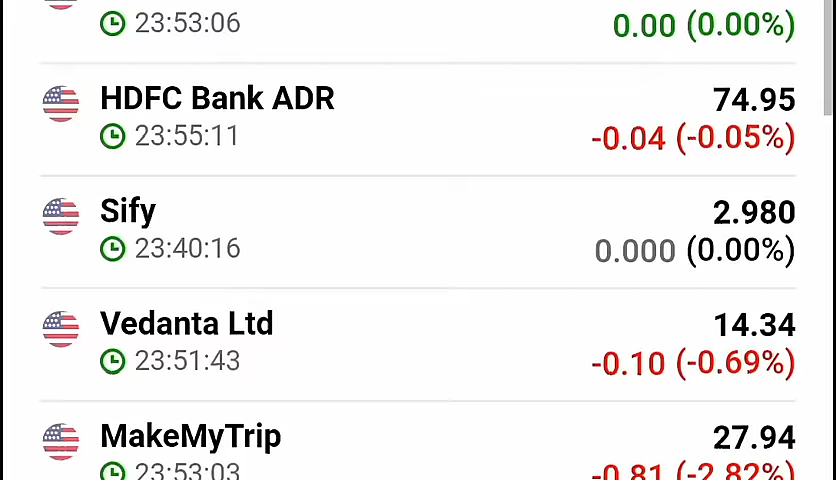 23:53:06 0.00 (0.00%)
HDFC Bank ADR 74.95
23:55:11 -0.04 (-0.05%)
Sify 2.980
23:40:16 0.000 (0.00%)
Vedanta Ltd 14.34
23:51:43 -0.10 (-0.69%)
MakeMyTrip 27.94
23:53:03 -0.81 (-2.82%)